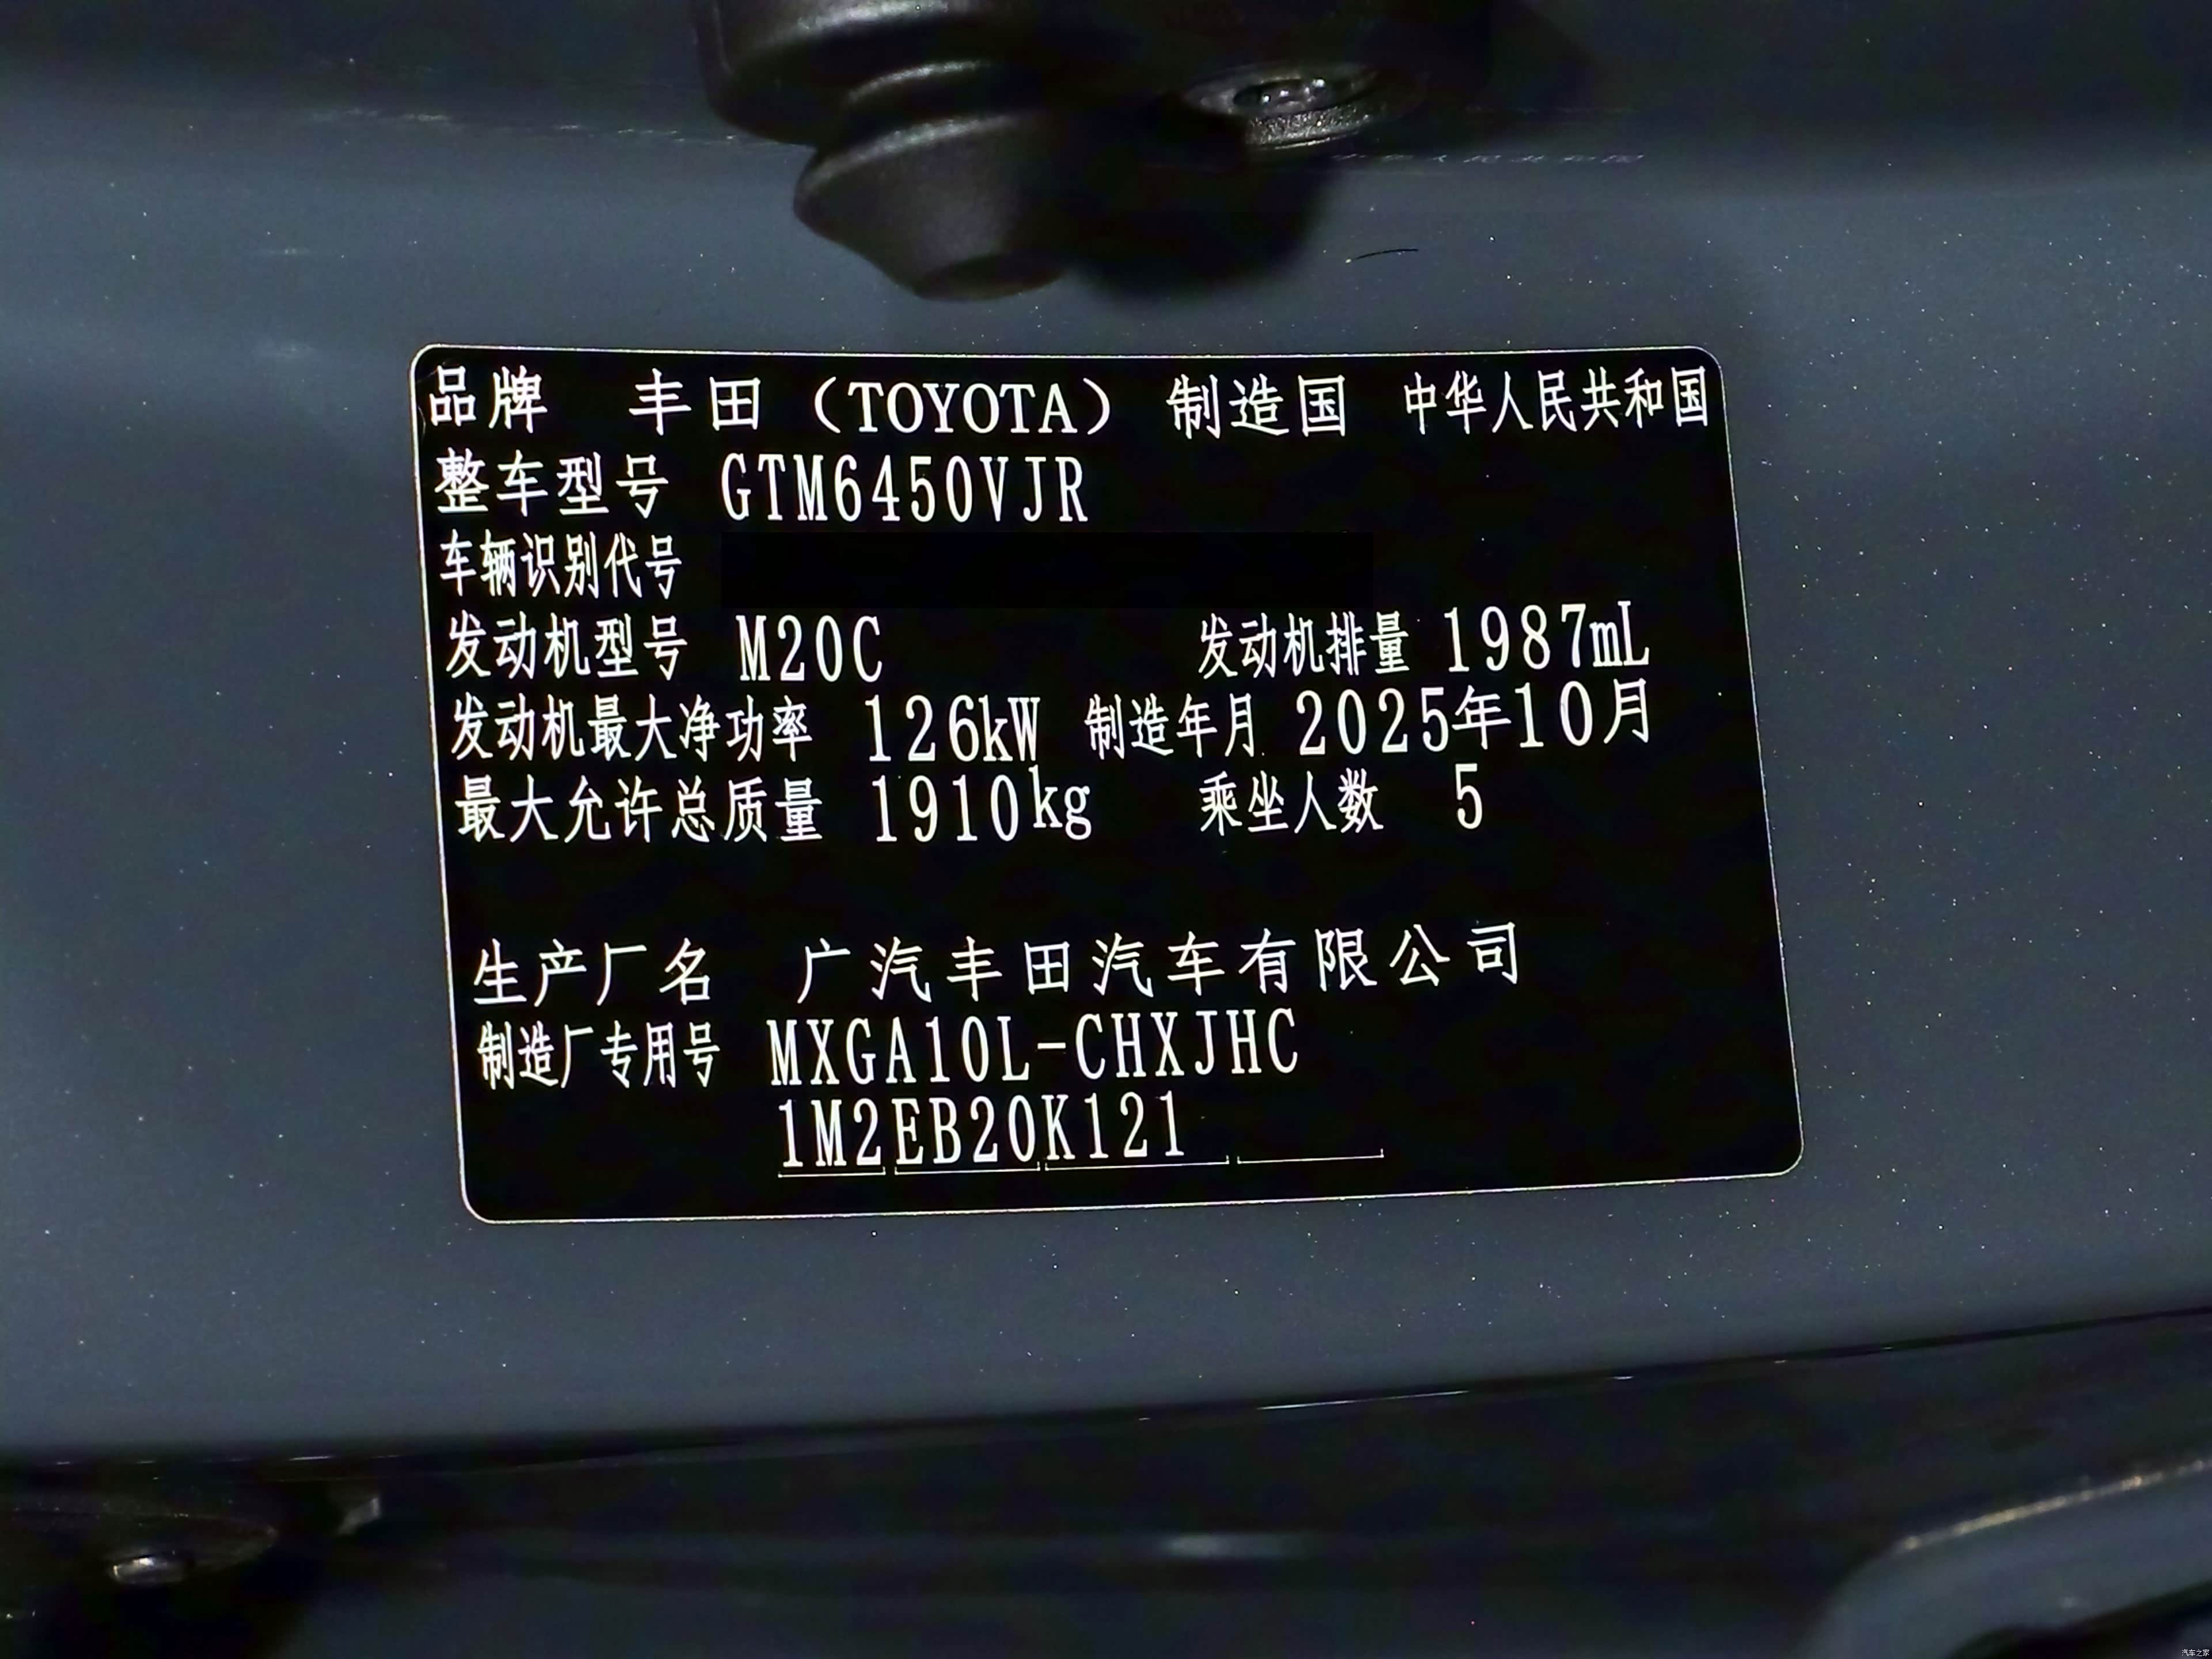 品牌 丰田（TOYOTA） 制造国 中华人民共和国
整车型号 GTM6450VJR
车辆识别代号
发动机型号 M20C 发动机排量 1987mL
发动机最大净功率 126kW 制造年月 2025年10月
最大允许总质量 1910kg 乘坐人数 5
生产厂名 广汽丰田汽车有限公司
制造厂专用号 MXGA10L-CHXJHC
1M2EB20K121
汽车之家